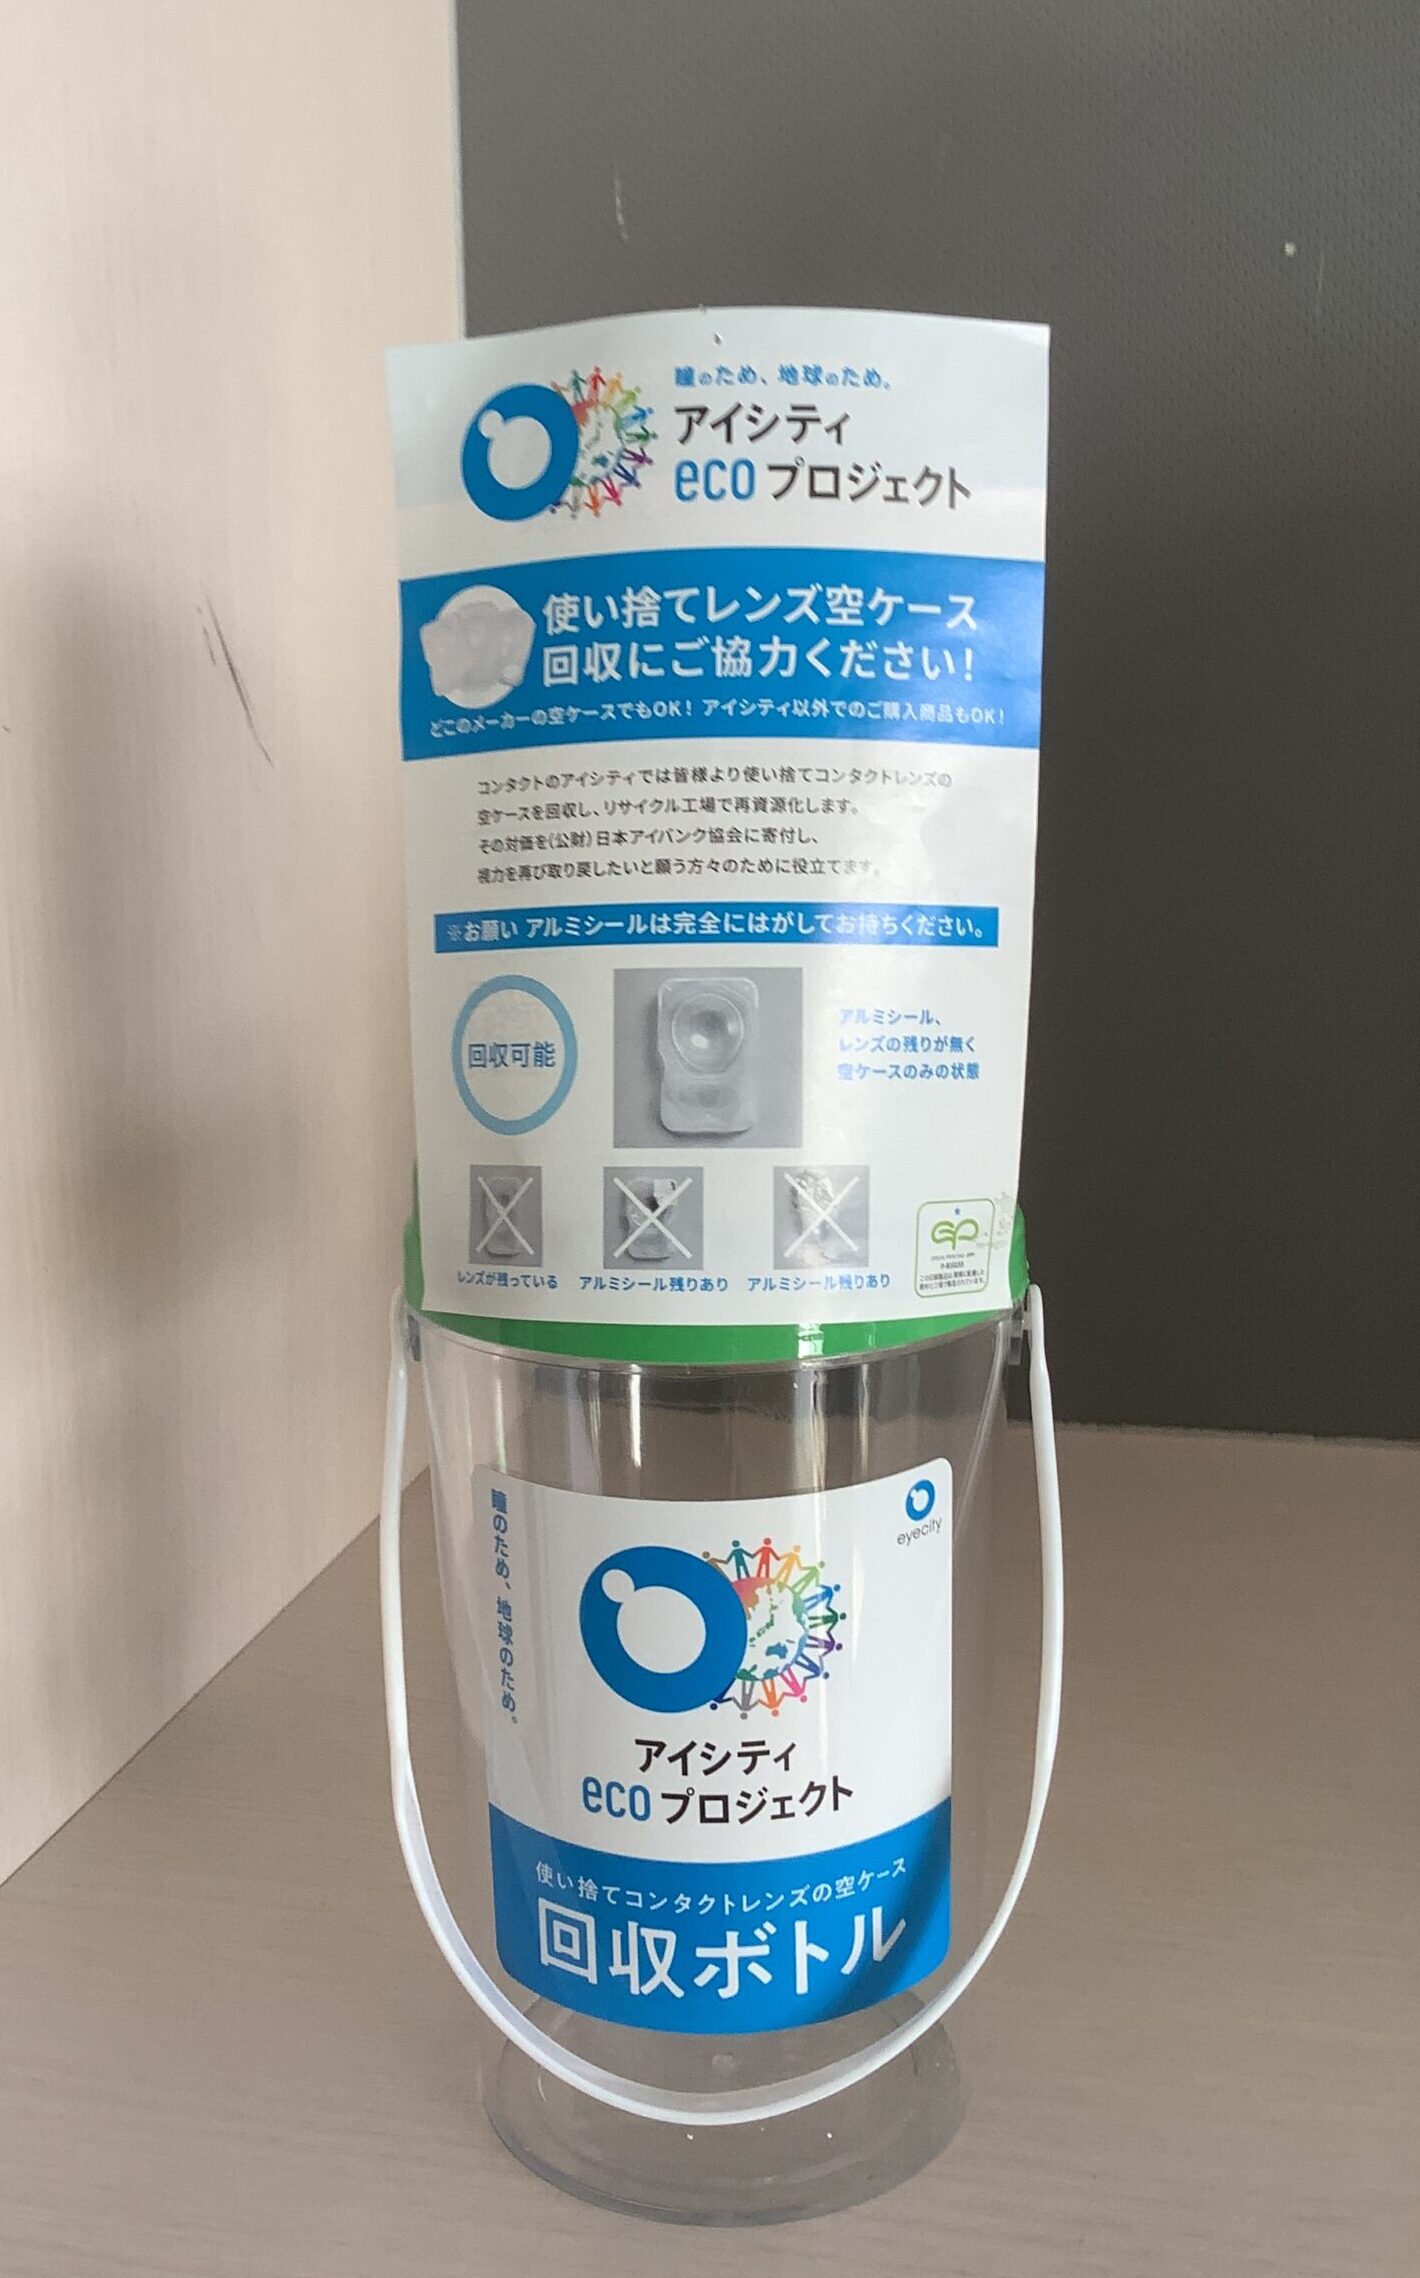 瞳のため、地球のため。
アイシティ
eco プロジェクト
使い捨てレンズ空ケース
回収にご協力ください!
どこのメーカーの空ケースでもOK! アイシティ以外でのご購入商品もOK!
コンタクトのアイシティでは皆様より使い捨てコンタクトレンズの
空ケースを回収し、リサイクル工場で再資源化します。
その対価を(公財)日本アイバンク協会に寄付し、
視力を再び取り戻したいと願う方々のために役立てます。
※お願い アルミシールは完全にはがしてお持ちください。
回収可能
アルミシール、
レンズの残りが無く
空ケースのみの状態
レンズが残っている
アルミシール残りあり
アルミシール残りあり
GP
瞳のため、地球のため。
eyecity
アイシティ
eco プロジェクト
使い捨てコンタクトレンズの空ケース
回収ボトル